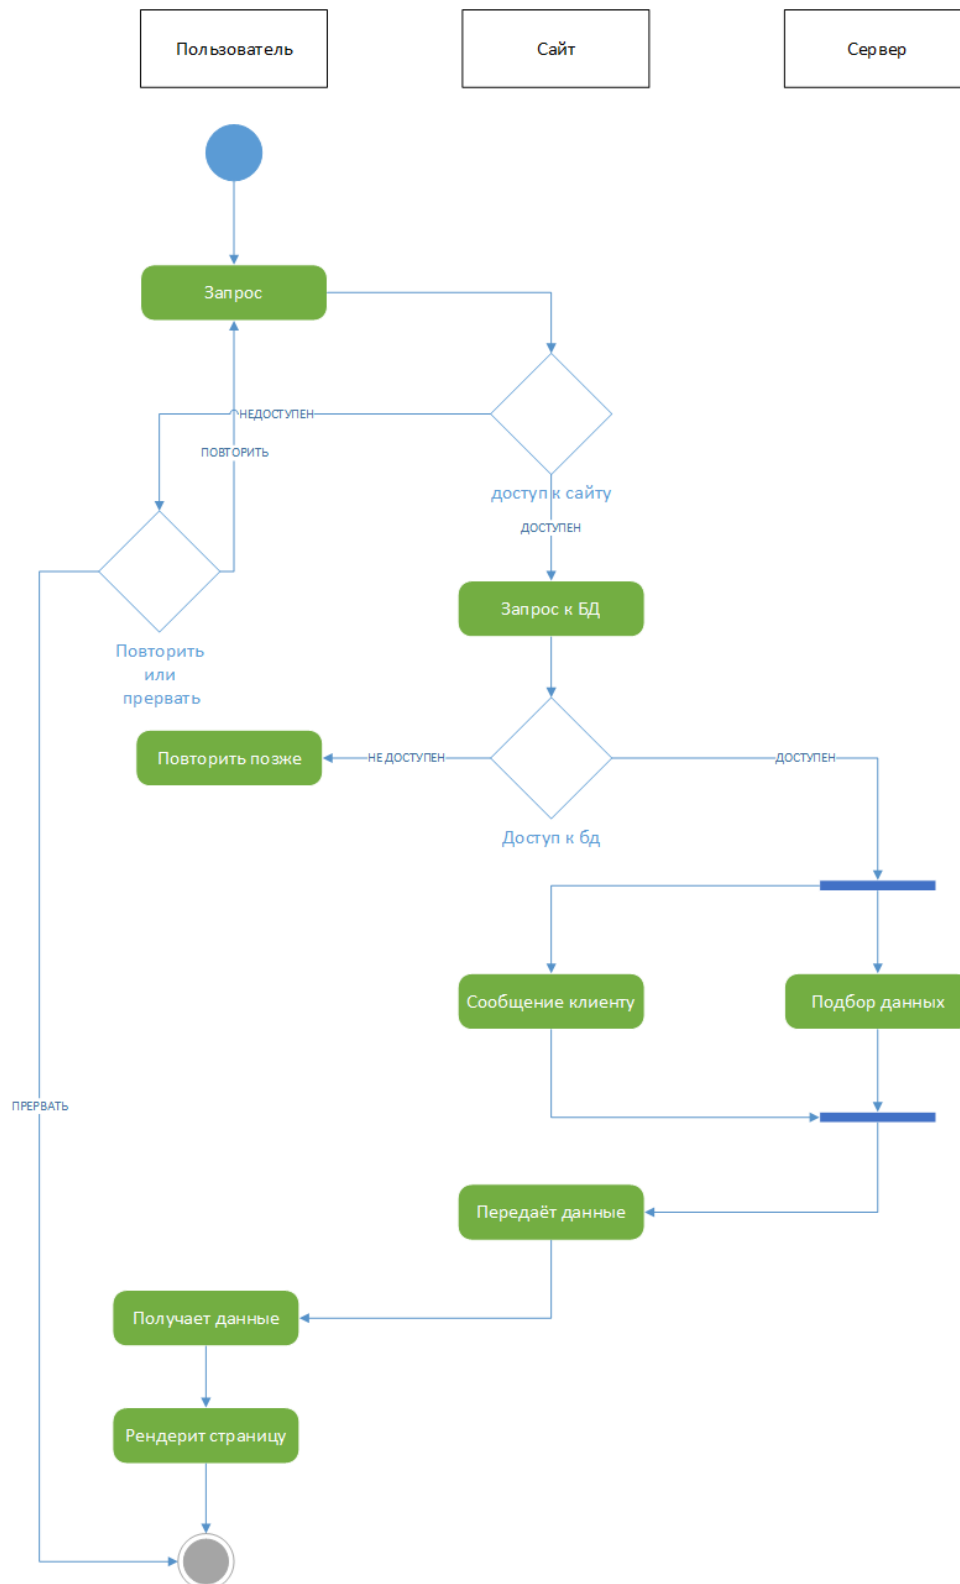 Пользователь
Сайт
Сервер
Запрос
НЕДОСТУПЕН
ПОВТОРИТЬ
доступ к сайту
ДОСТУПЕН
Запрос к БД
Повторить
или
прервать
Повторить позже
НЕ ДОСТУПЕН
ДОСТУПЕН
Доступ к бд
Сообщение клиенту
Подбор данных
ПРЕРВАТЬ
Передаёт данные
Получает данные
Рендерит страницу